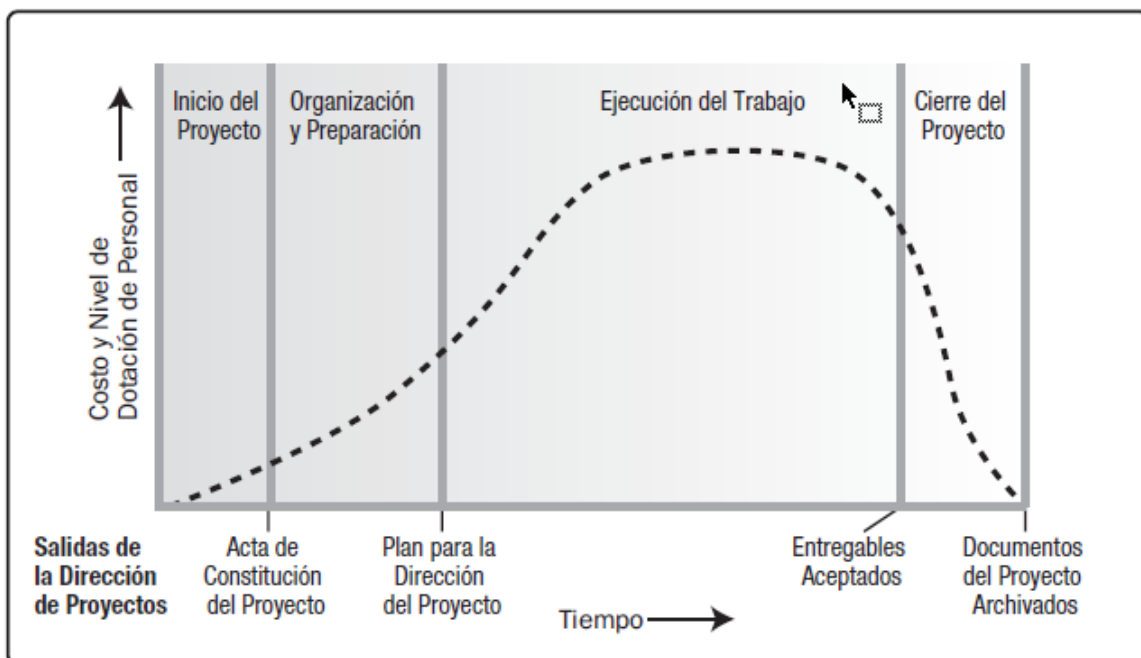 Inicio del
Proyecto
Organización
y Preparación
Ejecución del Trabajo
Cierre del
Proyecto
Costo y Nivel de
Dotación de Personal
Salidas de
la Dirección
de Proyectos
Acta de
Constitución
del Proyecto
Plan para la
Dirección
del Proyecto
Entregables
Aceptados
Documentos
del Proyecto
Archivados
Tiempo